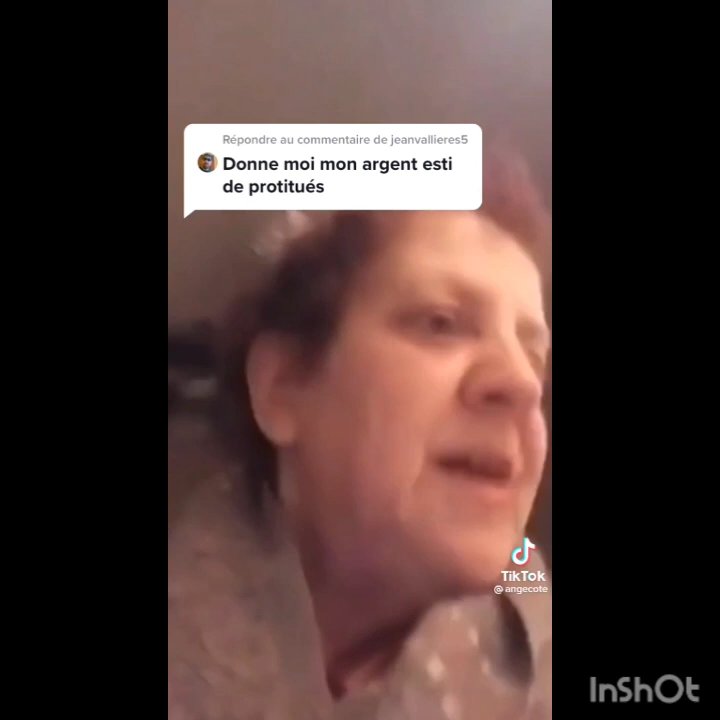 Répondre au commentaire de jeanvallieres5
Donne moi mon argent esti
de protitués
TikTok
@angecote
InShOt